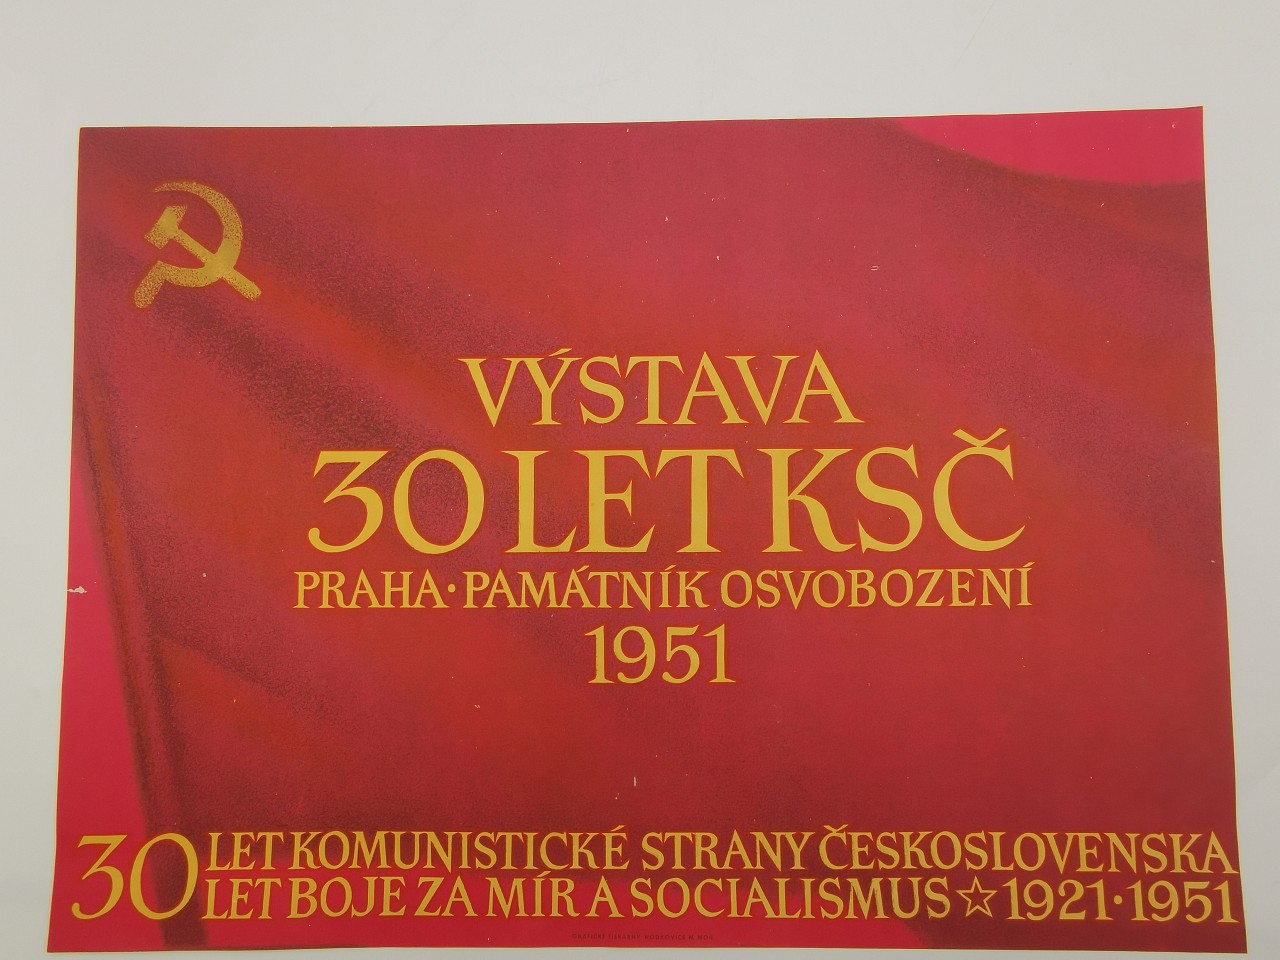 VÝSTAVA
30 LET KSČ
PRAHA · PAMÁTNÍK OSVOBOZENÍ
1951
30 LET KOMUNISTICKÉ STRANY ČESKOSLOVENSKA
LET BOJE ZA MÍR A SOCIALISMUS ☆ 1921 · 1951